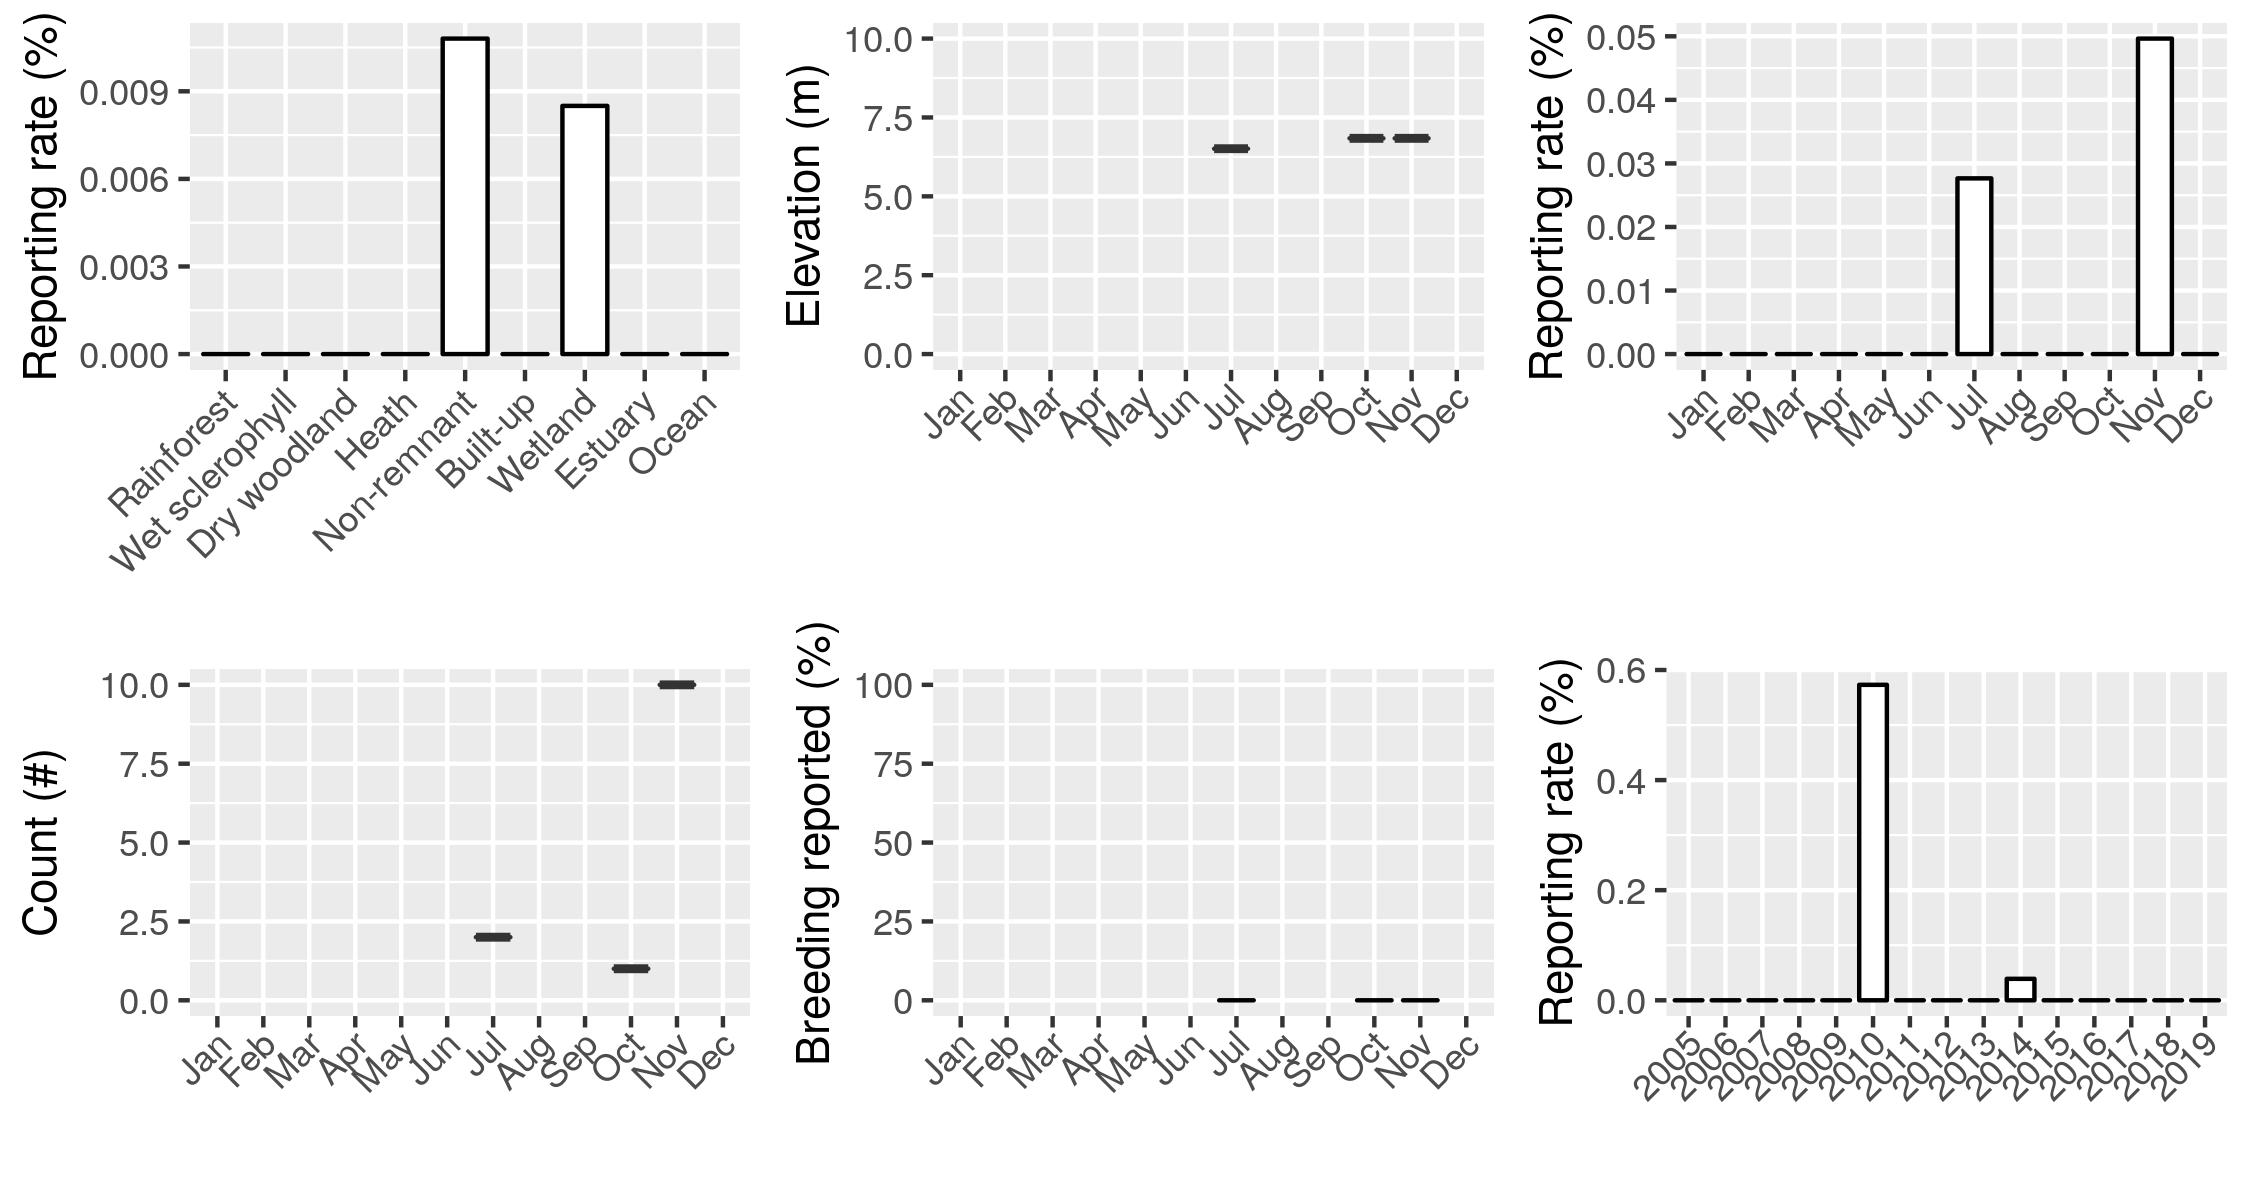 Reporting rate (%)
0.009
0.006
0.003
0.000
Rainforest
Wet sclerophyll
Dry woodland
Heath
Non-remnant
Built-up
Wetland
Estuary
Ocean
Elevation (m)
10.0
7.5
5.0
2.5
0.0
Jan Feb Mar Apr May Jun Jul Aug Sep Oct Nov Dec
Reporting rate (%)
0.05
0.04
0.03
0.02
0.01
0.00
Jan Feb Mar Apr May Jun Jul Aug Sep Oct Nov Dec
Count (#)
10.0
7.5
5.0
2.5
0.0
Jan Feb Mar Apr May Jun Jul Aug Sep Oct Nov Dec
Breeding reported (%)
100
75
50
25
0
Jan Feb Mar Apr May Jun Jul Aug Sep Oct Nov Dec
Reporting rate (%)
0.6
0.4
0.2
0.0
2005 2006 2007 2008 2009 2010 2011 2012 2013 2014 2015 2016 2017 2018 2019